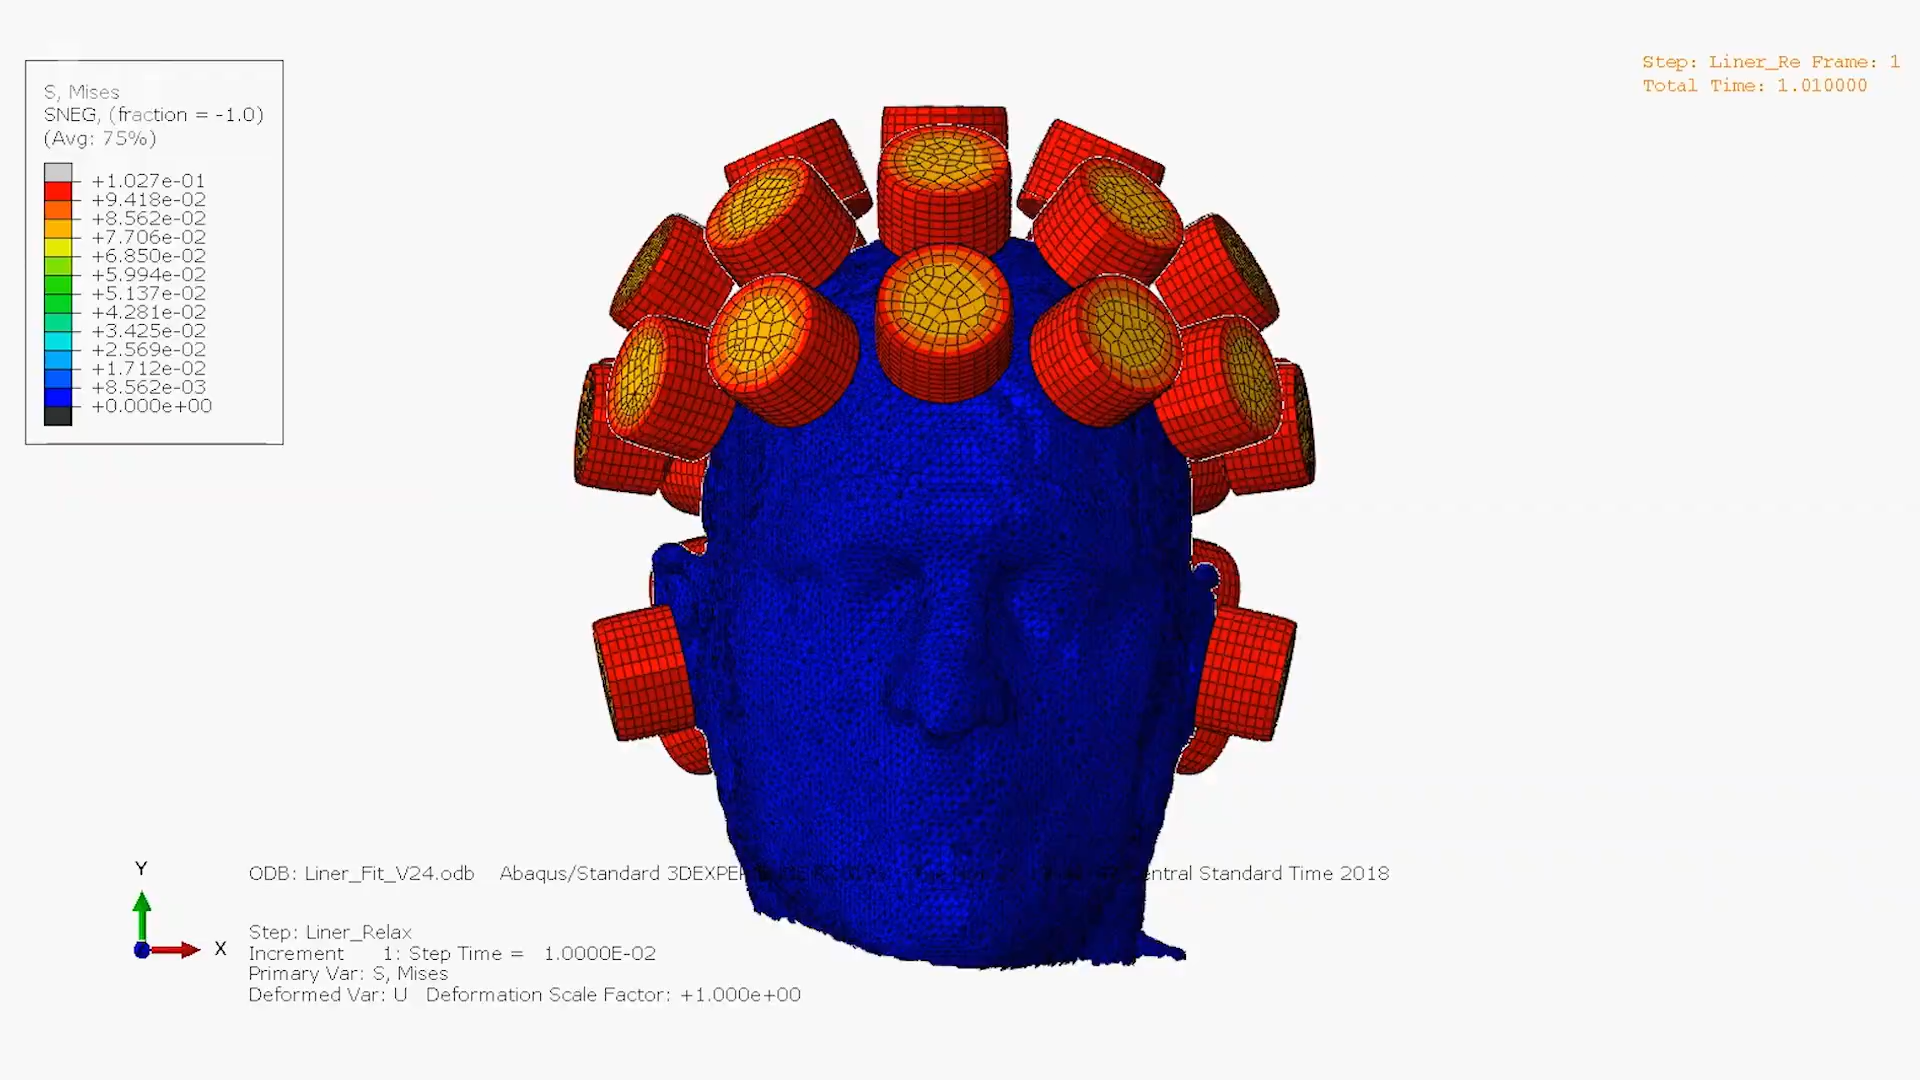 Step: Liner_Re Frame: 1
Total Time: 1.010000
S, Mises
SNEG, (fraction = -1.0)
(Avg: 75%)
+1.027e-01
+9.418e-02
+8.562e-02
+7.706e-02
+6.850e-02
+5.994e-02
+5.137e-02
+4.281e-02
+3.425e-02
+2.569e-02
+1.712e-02
+8.562e-03
+0.000e+00
Y
X
ODB: Liner_Fit_V24.odb Abaqus/Standard Standard Time 2018
Step: Liner_Relax
Increment 1: Step Time = 1.0000E-02
Primary Var: S, Mises
Deformed Var: U Deformation Scale Factor: +1.000e+00